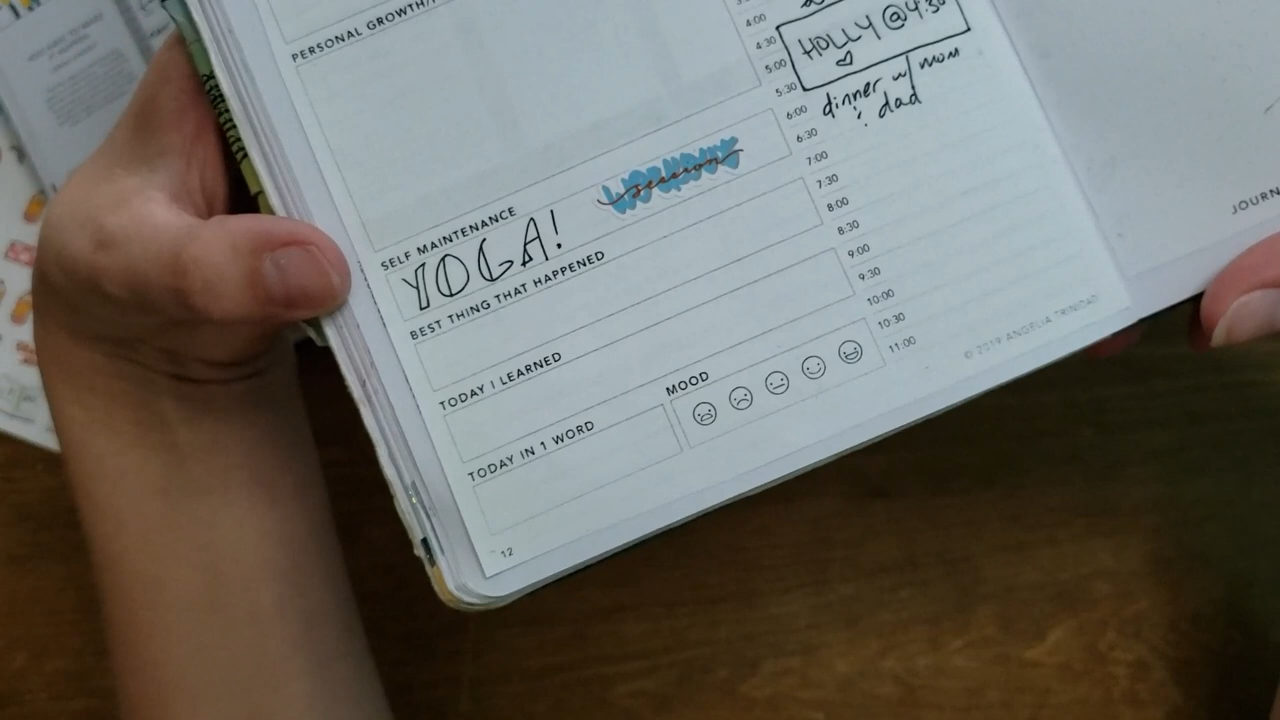 PERSONAL GROWTH/
4:00
4:30
5:00
5:30
6:00
6:30
7:00
7:30
8:00
8:30
9:00
9:30
10:00
10:30
11:00
HOLLY @ 4:30
dinner w/ mom
& dad
SELF MAINTENANCE
YOGA!
WORKOUT
session
BEST THING THAT HAPPENED
TODAY I LEARNED
TODAY IN 1 WORD
MOOD
12
© 2019 ANGELIA TRINIDAD
JOURN